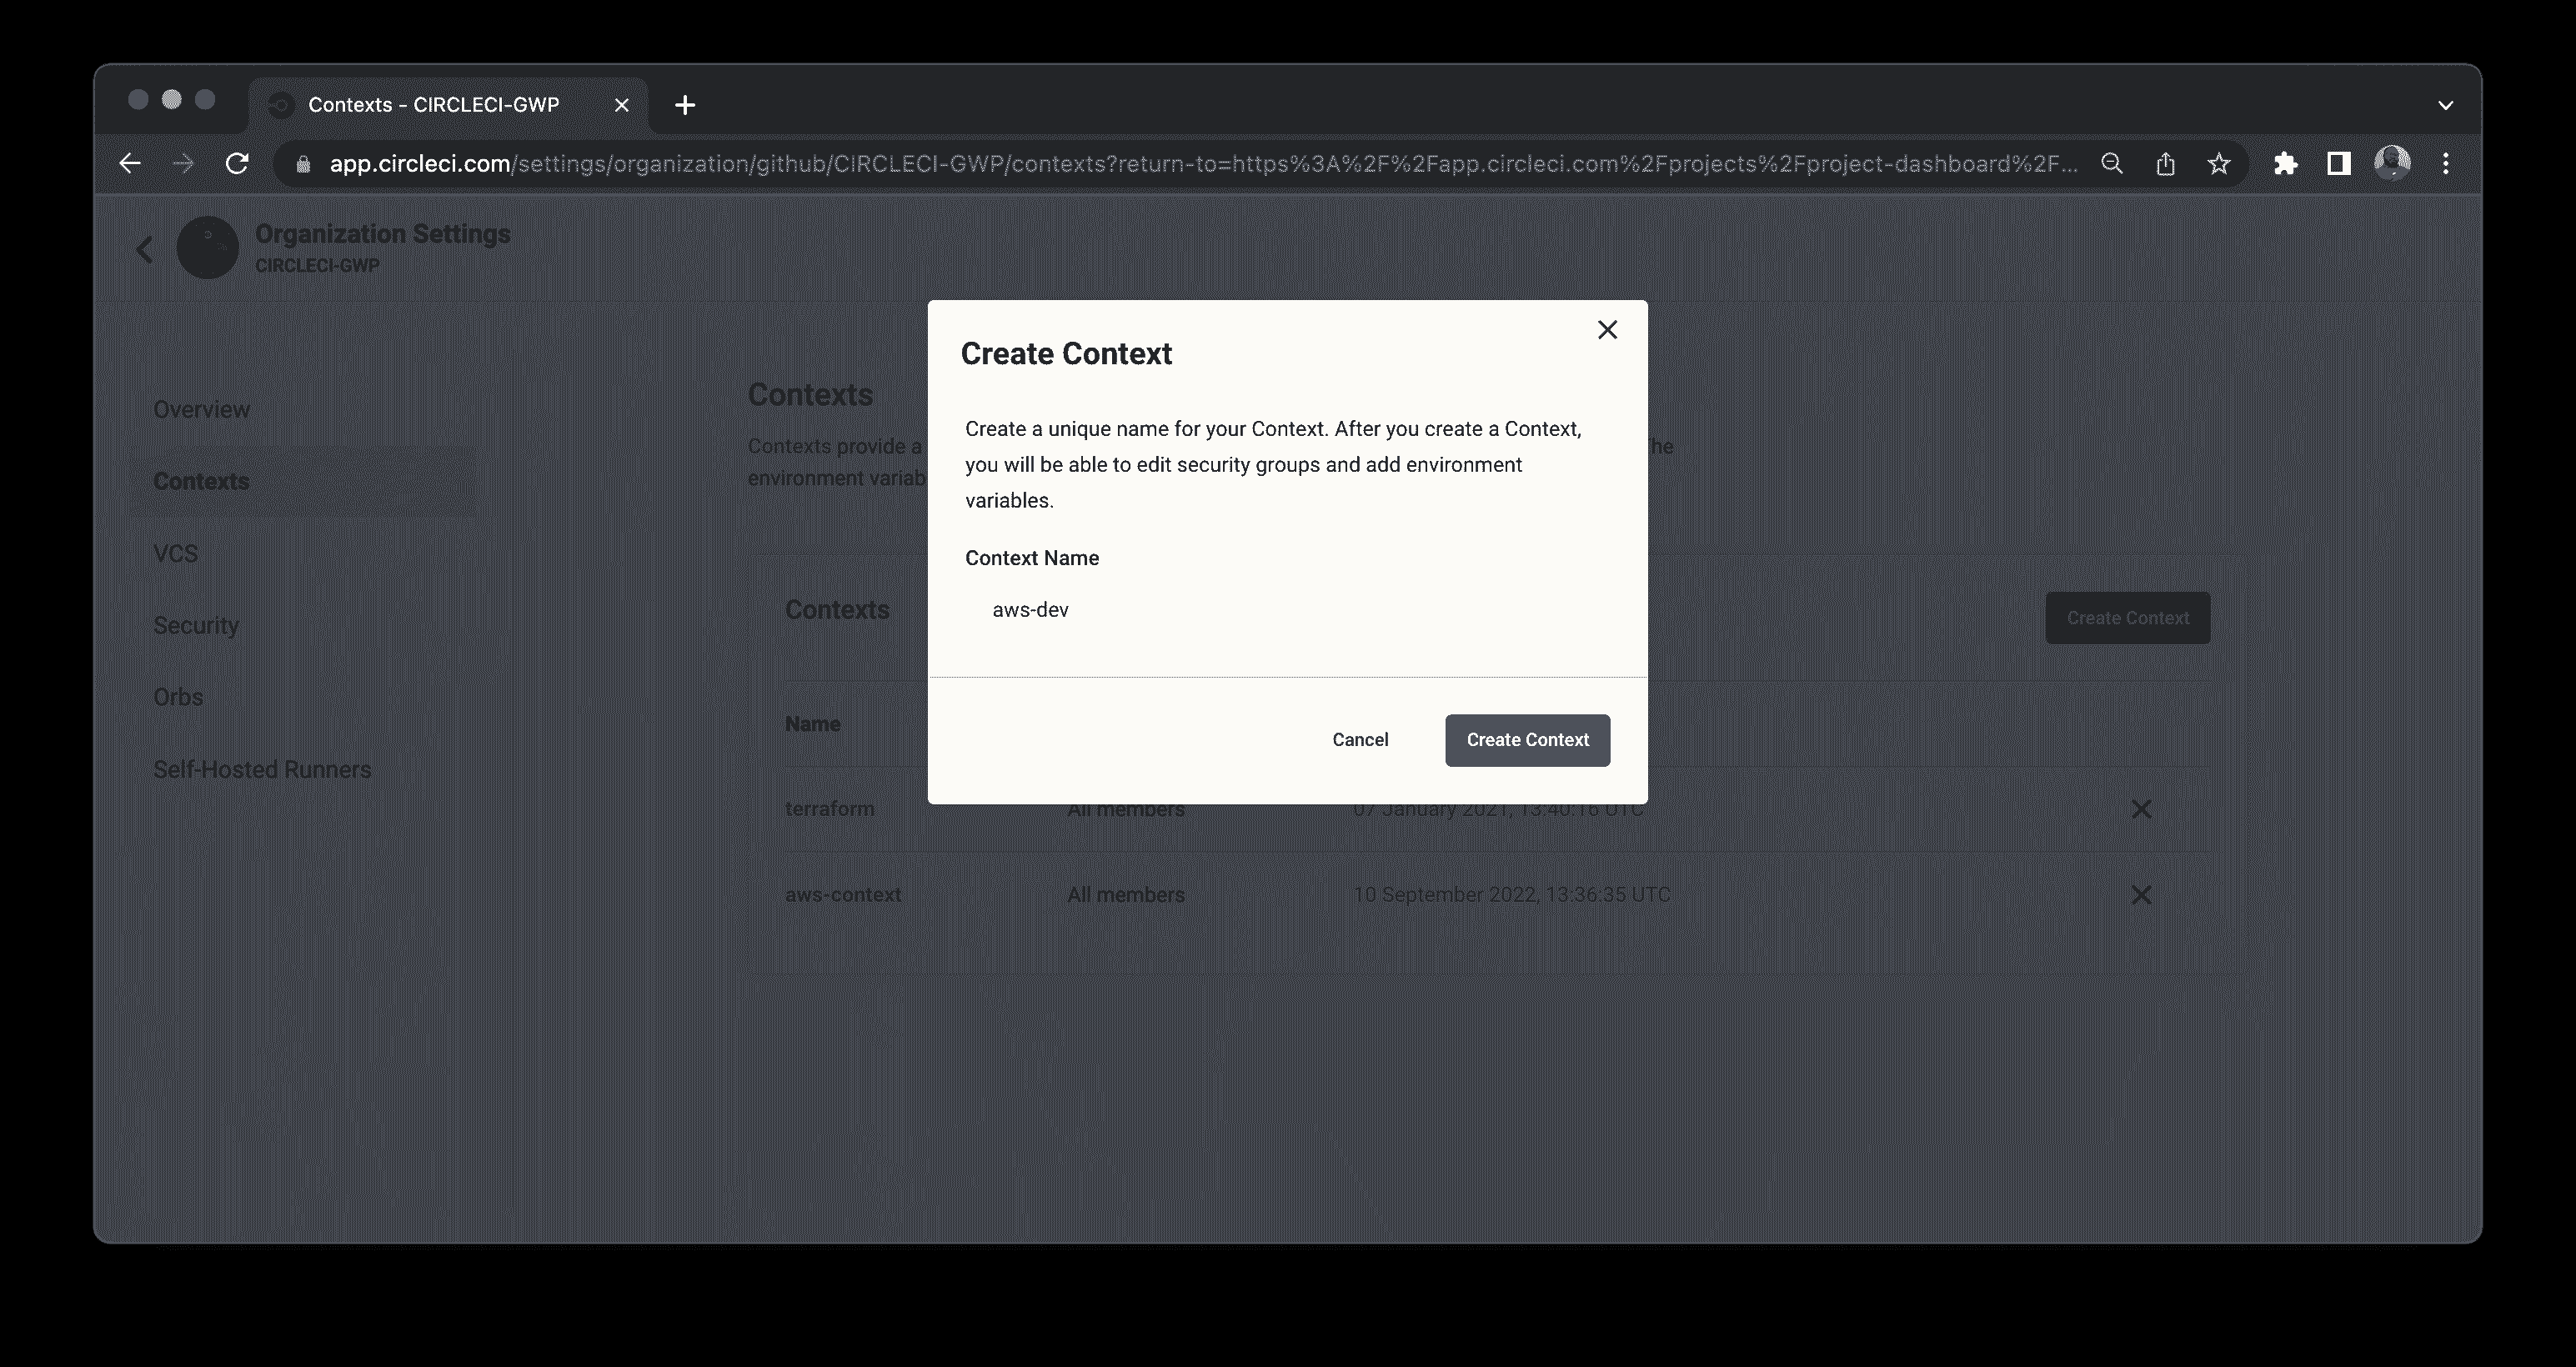 Contexts - CIRCLECI-GWP
app.circleci.com/settings/organization/github/CIRCLECI-GWP/contexts?return-to=https%3A%2F%2Fapp.circleci.com%2Fprojects%2Fproject-dashboard%2F...
Organization Settings
CIRCLECI-GWP
Overview
Contexts
VCS
Security
Orbs
Self-Hosted Runners
Contexts
Contexts provide a
environment variab
Contexts
Create Context
Name
terraform All members 07 January 2021, 13:40:16 UTC
aws-context All members 10 September 2022, 13:36:35 UTC
Create Context
Create a unique name for your Context. After you create a Context,
you will be able to edit security groups and add environment
variables.
Context Name
aws-dev
Cancel
Create Context